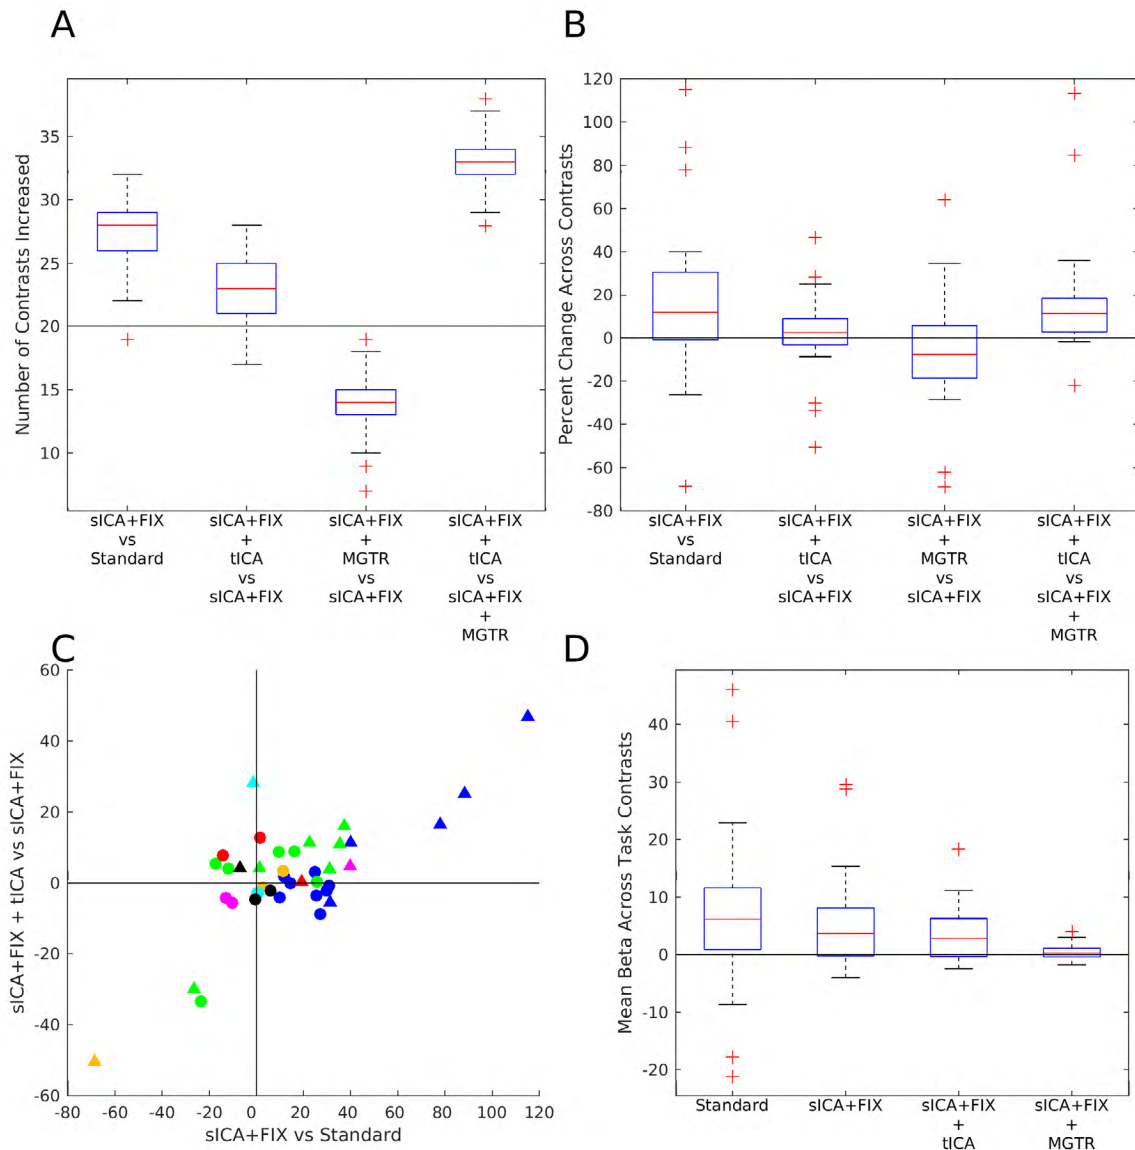 A
Number of Contrasts Increased
35
30
25
20
15
10
sICA+FIX
vs
Standard
sICA+FIX
+
tICA
vs
sICA+FIX
sICA+FIX
+
MGTR
vs
sICA+FIX
sICA+FIX
+
tICA
vs
sICA+FIX
+
MGTR
B
Percent Change Across Contrasts
120
100
80
60
40
20
0
-20
-40
-60
-80
sICA+FIX
vs
Standard
sICA+FIX
+
tICA
vs
sICA+FIX
sICA+FIX
+
MGTR
vs
sICA+FIX
sICA+FIX
+
tICA
vs
sICA+FIX
+
MGTR
C
sICA+FIX + tICA vs sICA+FIX
60
40
20
0
-20
-40
-60
-80 -60 -40 -20 0 20 40 60 80 100 120
sICA+FIX vs Standard
D
Mean Beta Across Task Contrasts
40
30
20
10
0
-10
-20
Standard
sICA+FIX
sICA+FIX
+
tICA
sICA+FIX
+
MGTR